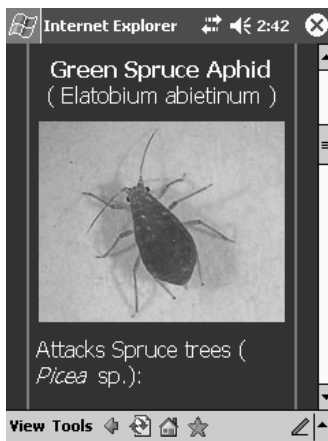 Internet Explorer 2:42
Green Spruce Aphid
( Elatobium abietinum )
Attacks Spruce trees (
Picea sp.):
View Tools